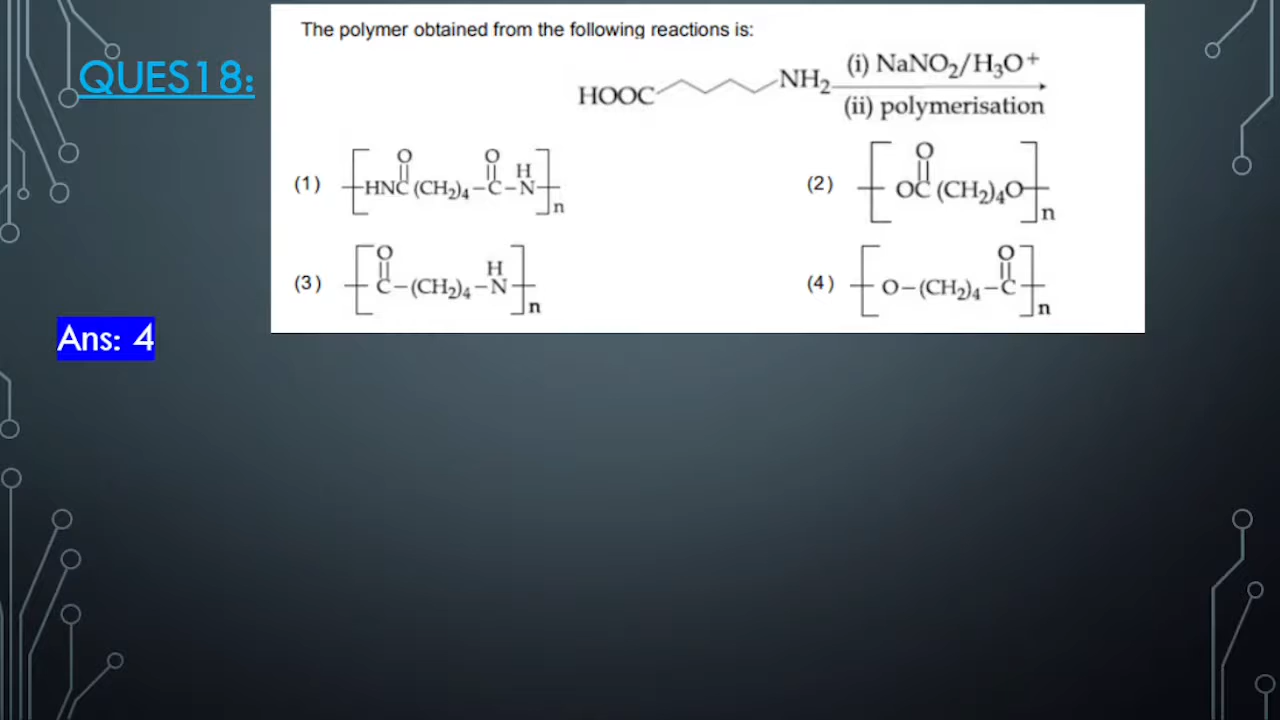 QUES18:
The polymer obtained from the following reactions is:
HOOC NH₂ (i) NaNO₂/H₃O⁺
(ii) polymerisation
(1) [HNC(=O)(CH₂)₄–C(=O)–N(H)]n
(2) [OC(=O)(CH₂)₄O]n
(3) [C(=O)–(CH₂)₄–N(H)]n
(4) [O–(CH₂)₄–C(=O)]n
Ans: 4